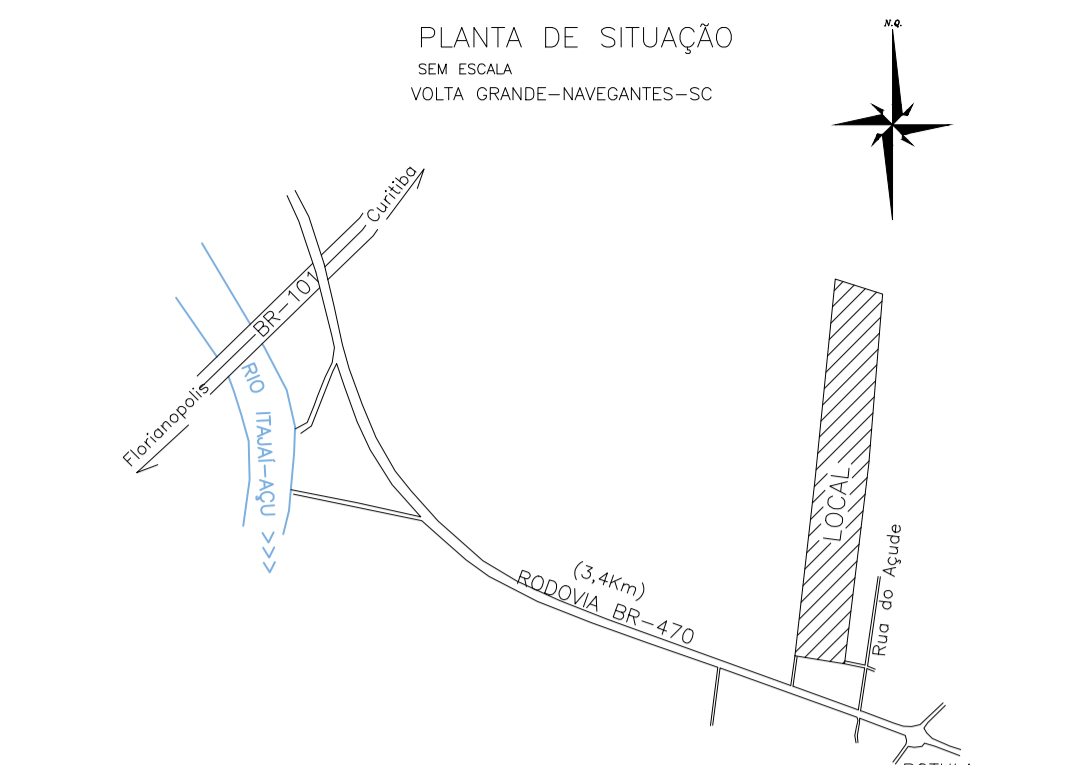 PLANTA DE SITUAÇÃO
SEM ESCALA
VOLTA GRANDE-NAVEGANTES-SC
N.Q.
Curitiba
BR-101
Florianopolis
RIO ITAJAÍ-AÇU >>>
LOCAL
Rua do Açude
(3,4Km)
RODOVIA BR-470